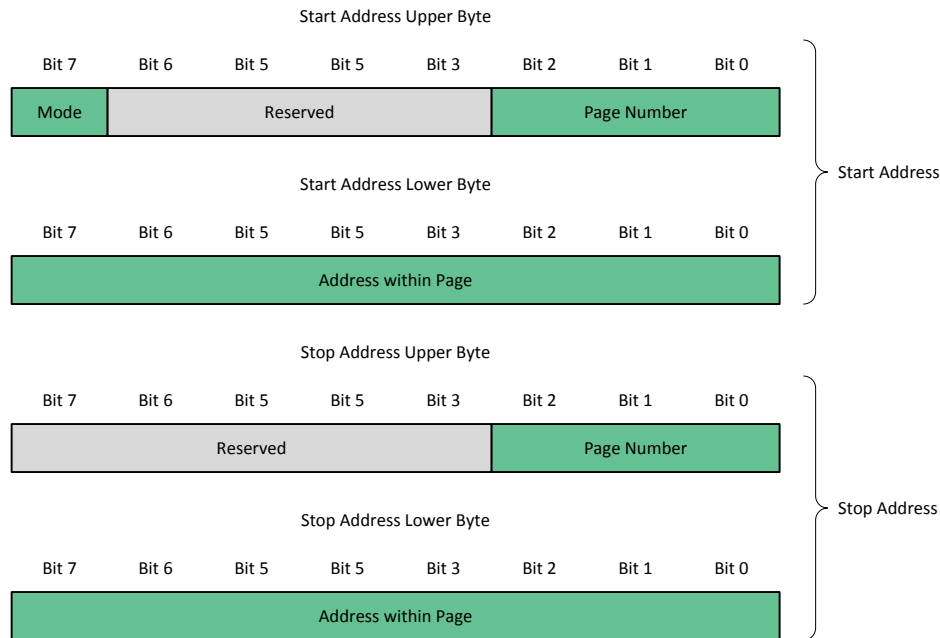 Start Address Upper Byte
Bit 7 Bit 6 Bit 5 Bit 5 Bit 3 Bit 2 Bit 1 Bit 0
Mode Reserved Page Number
Start Address
Start Address Lower Byte
Bit 7 Bit 6 Bit 5 Bit 5 Bit 3 Bit 2 Bit 1 Bit 0
Address within Page
Stop Address Upper Byte
Bit 7 Bit 6 Bit 5 Bit 5 Bit 3 Bit 2 Bit 1 Bit 0
Reserved Page Number
Stop Address
Stop Address Lower Byte
Bit 7 Bit 6 Bit 5 Bit 5 Bit 3 Bit 2 Bit 1 Bit 0
Address within Page